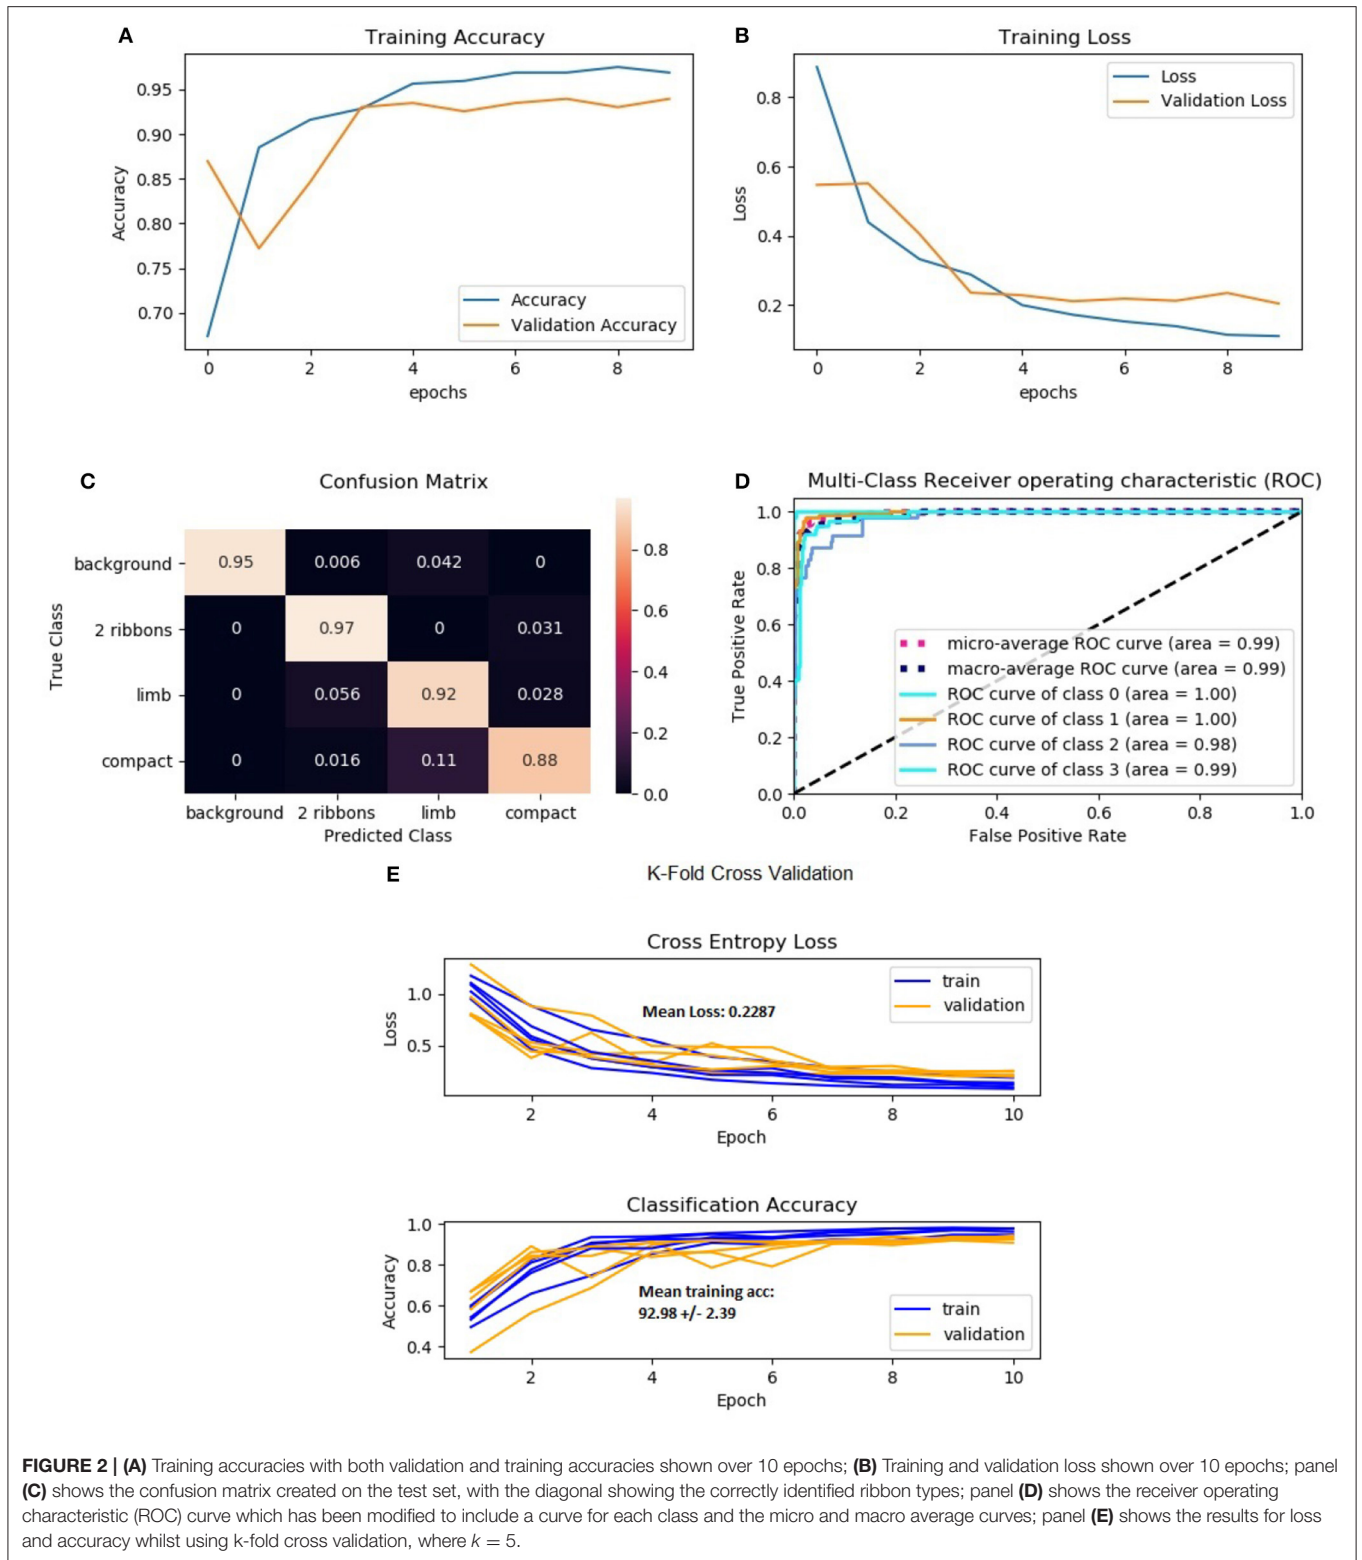 A
Training Accuracy
Accuracy
0.95
0.90
0.85
0.80
0.75
0.70
Accuracy
Validation Accuracy
0 2 4 6 8
epochs
B
Training Loss
Loss
0.8
0.6
0.4
0.2
Loss
Validation Loss
0 2 4 6 8
epochs
C
Confusion Matrix
True Class
background 0.95 0.006 0.042 0
2 ribbons 0 0.97 0 0.031
limb 0 0.056 0.92 0.028
compact 0 0.016 0.11 0.88
background 2 ribbons limb compact
Predicted Class
0.8
0.6
0.4
0.2
0.0
D
Multi-Class Receiver operating characteristic (ROC)
True Positive Rate
1.0
0.8
0.6
0.4
0.2
0.0
micro-average ROC curve (area = 0.99)
macro-average ROC curve (area = 0.99)
ROC curve of class 0 (area = 1.00)
ROC curve of class 1 (area = 1.00)
ROC curve of class 2 (area = 0.98)
ROC curve of class 3 (area = 0.99)
0.0 0.2 0.4 0.6 0.8 1.0
False Positive Rate
E
K-Fold Cross Validation
Cross Entropy Loss
Loss
1.0
0.5
Mean Loss: 0.2287
train
validation
2 4 6 8 10
Epoch
Classification Accuracy
Accuracy
1.0
0.8
0.6
0.4
Mean training acc:
92.98 +/- 2.39
train
validation
2 4 6 8 10
Epoch
FIGURE 2 | (A) Training accuracies with both validation and training accuracies shown over 10 epochs; (B) Training and validation loss shown over 10 epochs; panel
(C) shows the confusion matrix created on the test set, with the diagonal showing the correctly identified ribbon types; panel (D) shows the receiver operating
characteristic (ROC) curve which has been modified to include a curve for each class and the micro and macro average curves; panel (E) shows the results for loss
and accuracy whilst using k-fold cross validation, where k = 5.